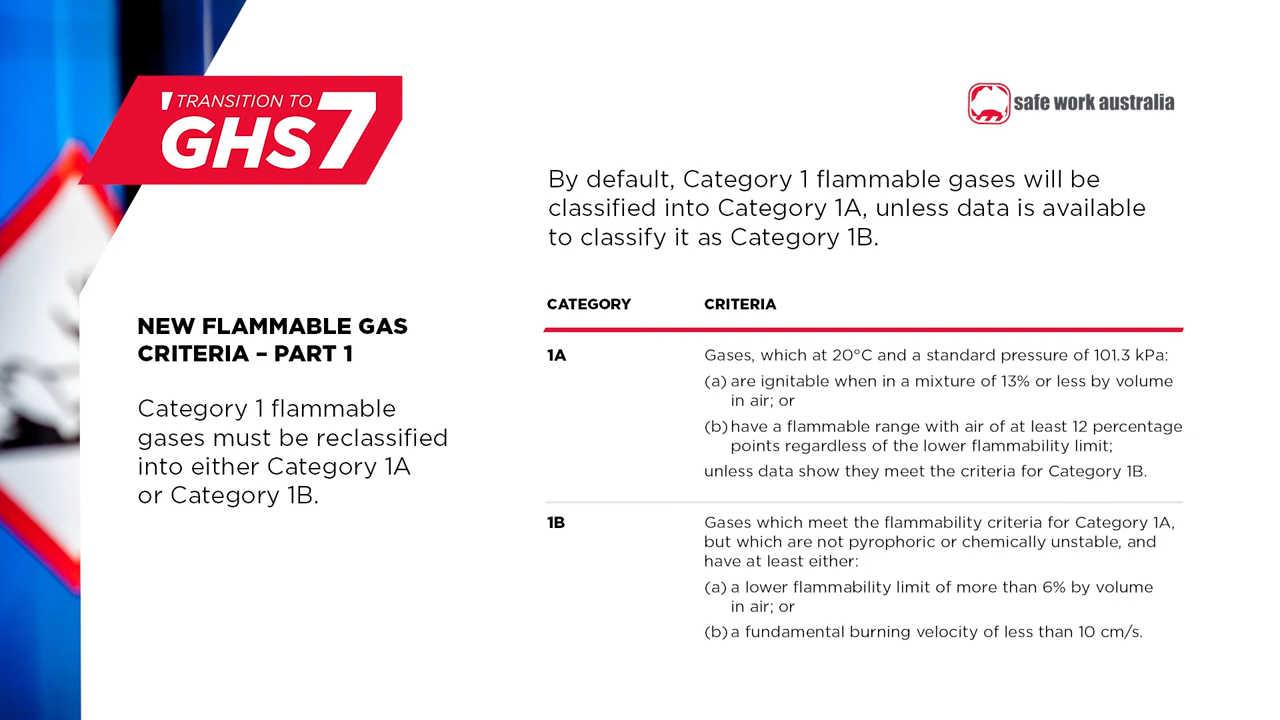 TRANSITION TO
GHS7
safe work australia
By default, Category 1 flammable gases will be
classified into Category 1A, unless data is available
to classify it as Category 1B.
NEW FLAMMABLE GAS
CRITERIA – PART 1
Category 1 flammable
gases must be reclassified
into either Category 1A
or Category 1B.
CATEGORY CRITERIA
1A Gases, which at 20°C and a standard pressure of 101.3 kPa:
(a) are ignitable when in a mixture of 13% or less by volume
in air; or
(b) have a flammable range with air of at least 12 percentage
points regardless of the lower flammability limit;
unless data show they meet the criteria for Category 1B.
1B Gases which meet the flammability criteria for Category 1A,
but which are not pyrophoric or chemically unstable, and
have at least either:
(a) a lower flammability limit of more than 6% by volume
in air; or
(b) a fundamental burning velocity of less than 10 cm/s.